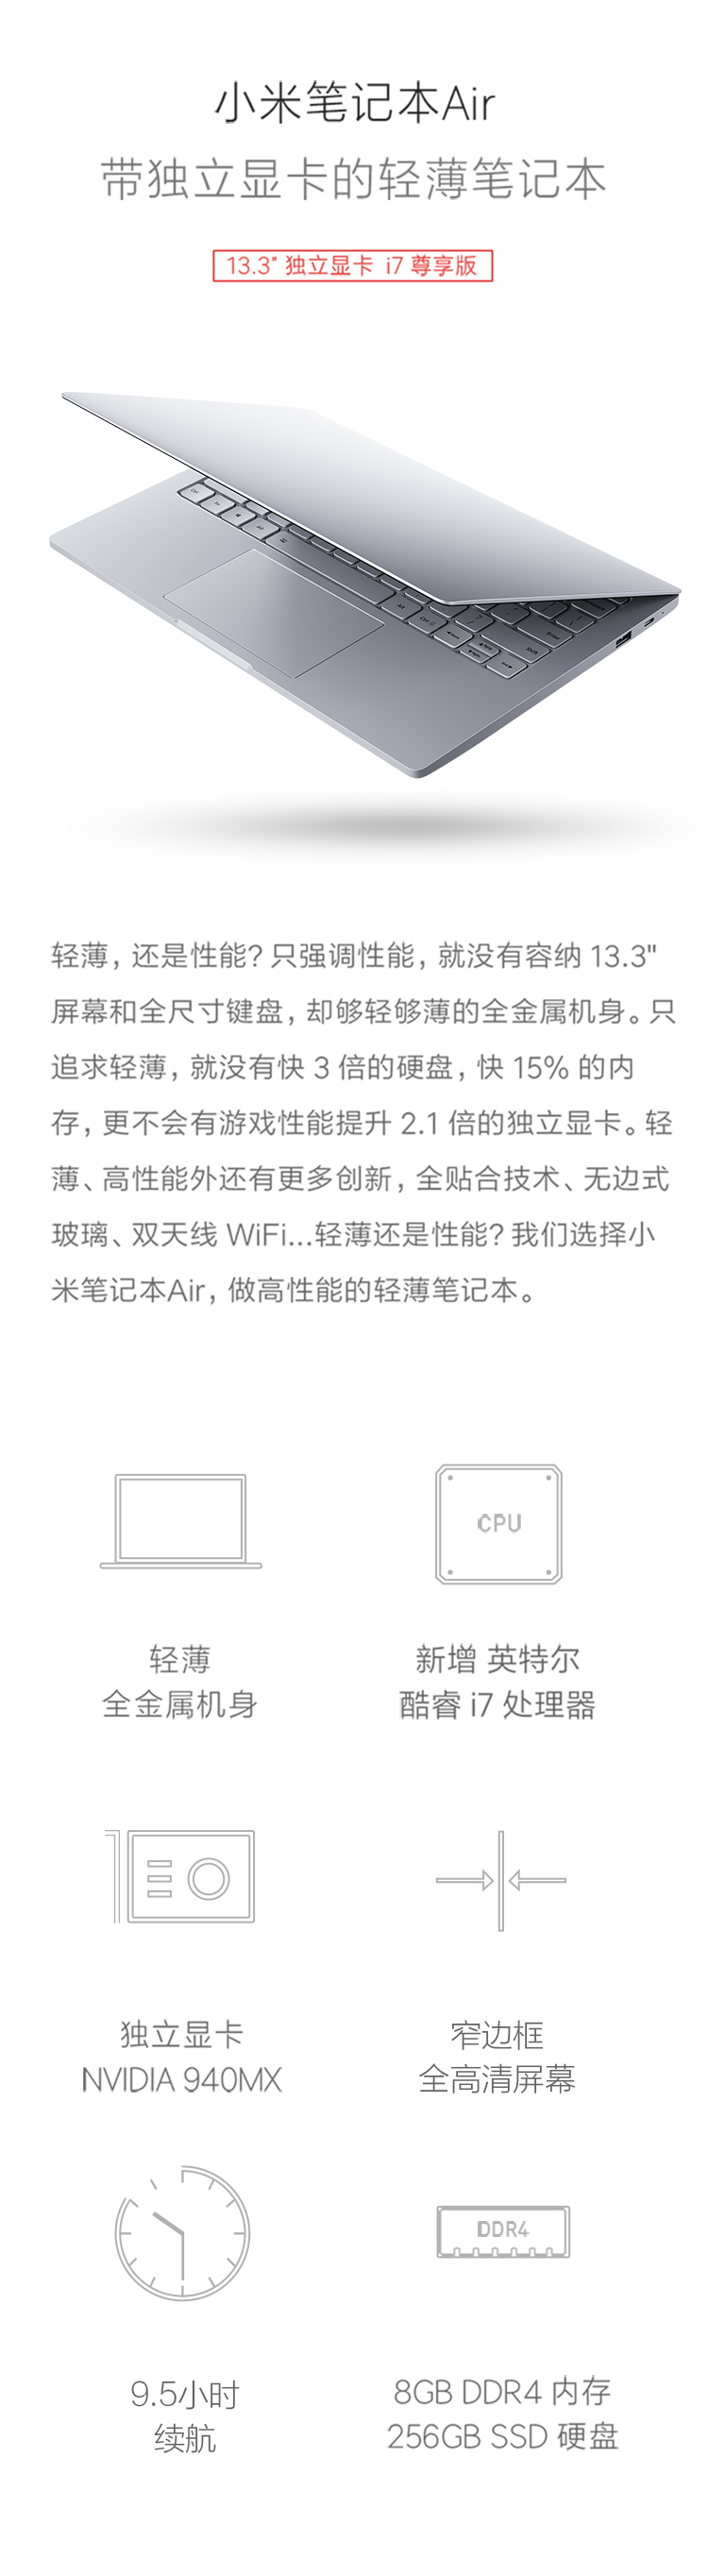 小米笔记本Air
带独立显卡的轻薄笔记本
13.3" 独立显卡 i7 尊享版
轻薄，还是性能？只强调性能，就没有容纳 13.3"
屏幕和全尺寸键盘，却够轻够薄的全金属机身。只
追求轻薄，就没有快 3 倍的硬盘，快 15% 的内
存，更不会有游戏性能提升 2.1 倍的独立显卡。轻
薄、高性能外还有更多创新，全贴合技术、无边式
玻璃、双天线 WiFi...轻薄还是性能？我们选择小
米笔记本Air，做高性能的轻薄笔记本。
CPU
轻薄
全金属机身
新增 英特尔
酷睿 i7 处理器
独立显卡
NVIDIA 940MX
窄边框
全高清屏幕
DDR4
9.5小时
续航
8GB DDR4 内存
256GB SSD 硬盘